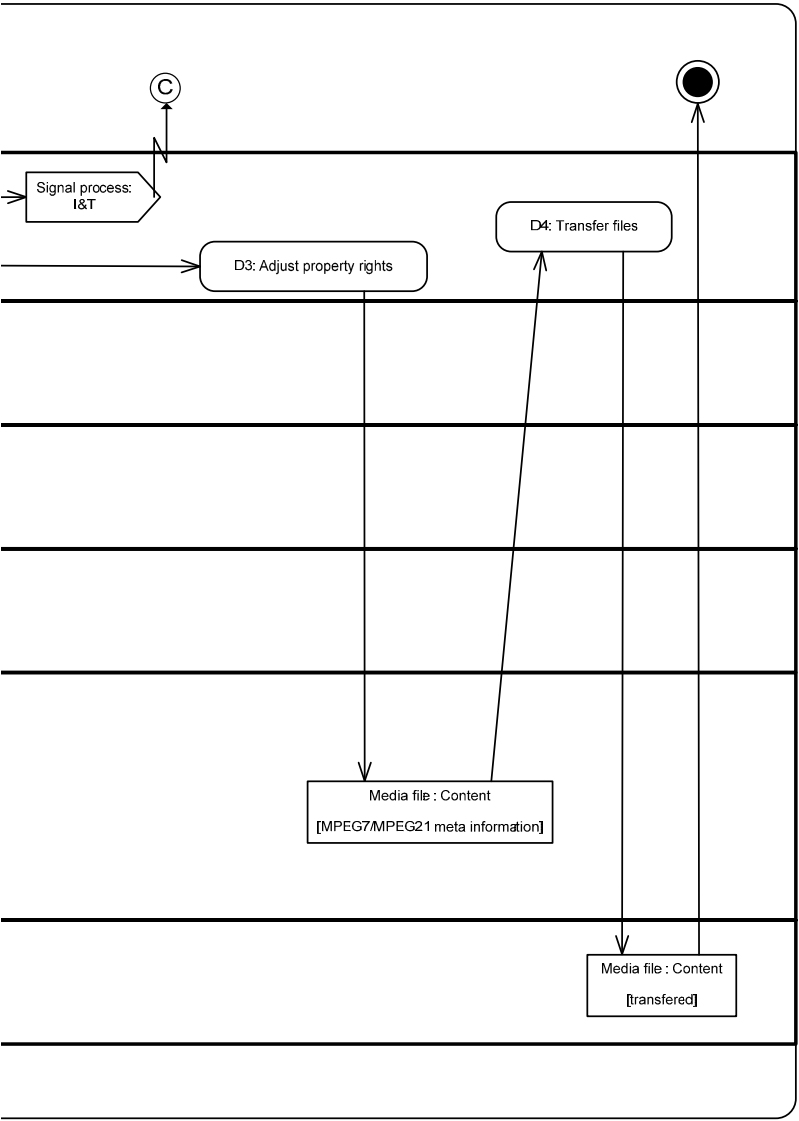 C
Signal process:
I&T
D4: Transfer files
D3: Adjust property rights
Media file : Content
[MPEG7/MPEG21 meta information]
Media file : Content
[transfered]